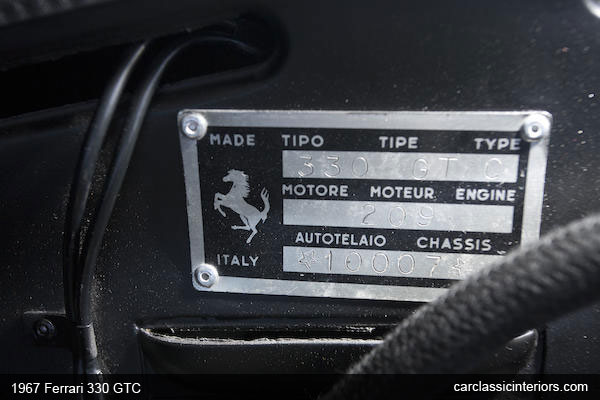 MADE TIPO TIPE TYPE
330 GT C
MOTORE MOTEUR ENGINE
209
AUTOTELAIO CHASSIS
ITALY *10007*
1967 Ferrari 330 GTC carclassicinteriors.com